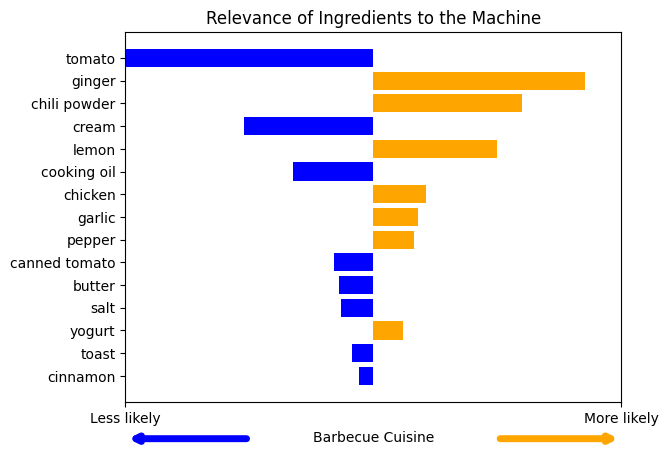 Relevance of Ingredients to the Machine
tomato
ginger
chili powder
cream
lemon
cooking oil
chicken
garlic
pepper
canned tomato
butter
salt
yogurt
toast
cinnamon
Less likely
More likely
Barbecue Cuisine